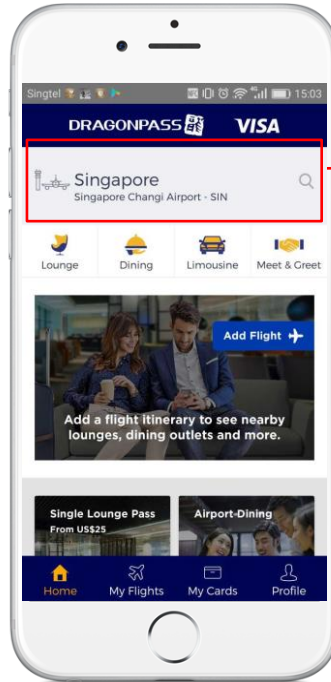 Singtel 15:03
DRAGONPASS VISA
Singapore
Singapore Changi Airport - SIN
Lounge Dining Limousine Meet & Greet
Add Flight
Add a flight itinerary to see nearby
lounges, dining outlets and more.
Single Lounge Pass Airport-Dining
From US$25
Home My Flights My Cards Profile